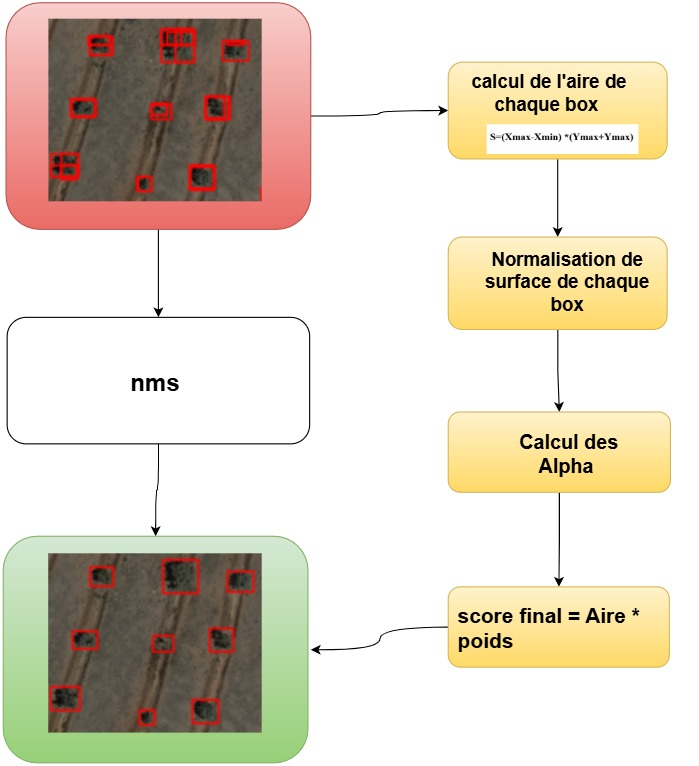 calcul de l'aire de
chaque box
S=(Xmax-Xmin) *(Ymax+Ymax)
Normalisation de
surface de chaque
box
nms
Calcul des
Alpha
score final = Aire *
poids